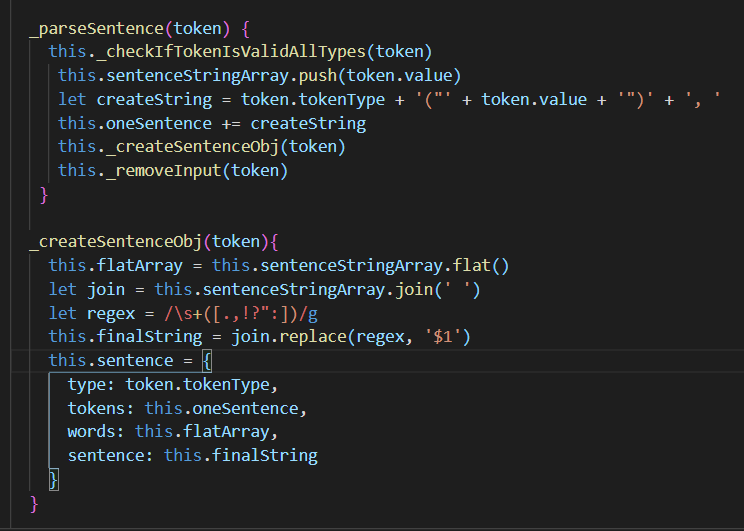 _parseSentence(token) {
this._checkIfTokenIsValidAllTypes(token)
this.sentenceStringArray.push(token.value)
let createString = token.tokenType + '("' + token.value + '")' + ', '
this.oneSentence += createString
this._createSentenceObj(token)
this._removeInput(token)
}
_createSentenceObj(token){
this.flatArray = this.sentenceStringArray.flat()
let join = this.sentenceStringArray.join(' ')
let regex = /\s+([.,!?":])/g
this.finalString = join.replace(regex, '$1')
this.sentence = {
type: token.tokenType,
tokens: this.oneSentence,
words: this.flatArray,
sentence: this.finalString
}
}